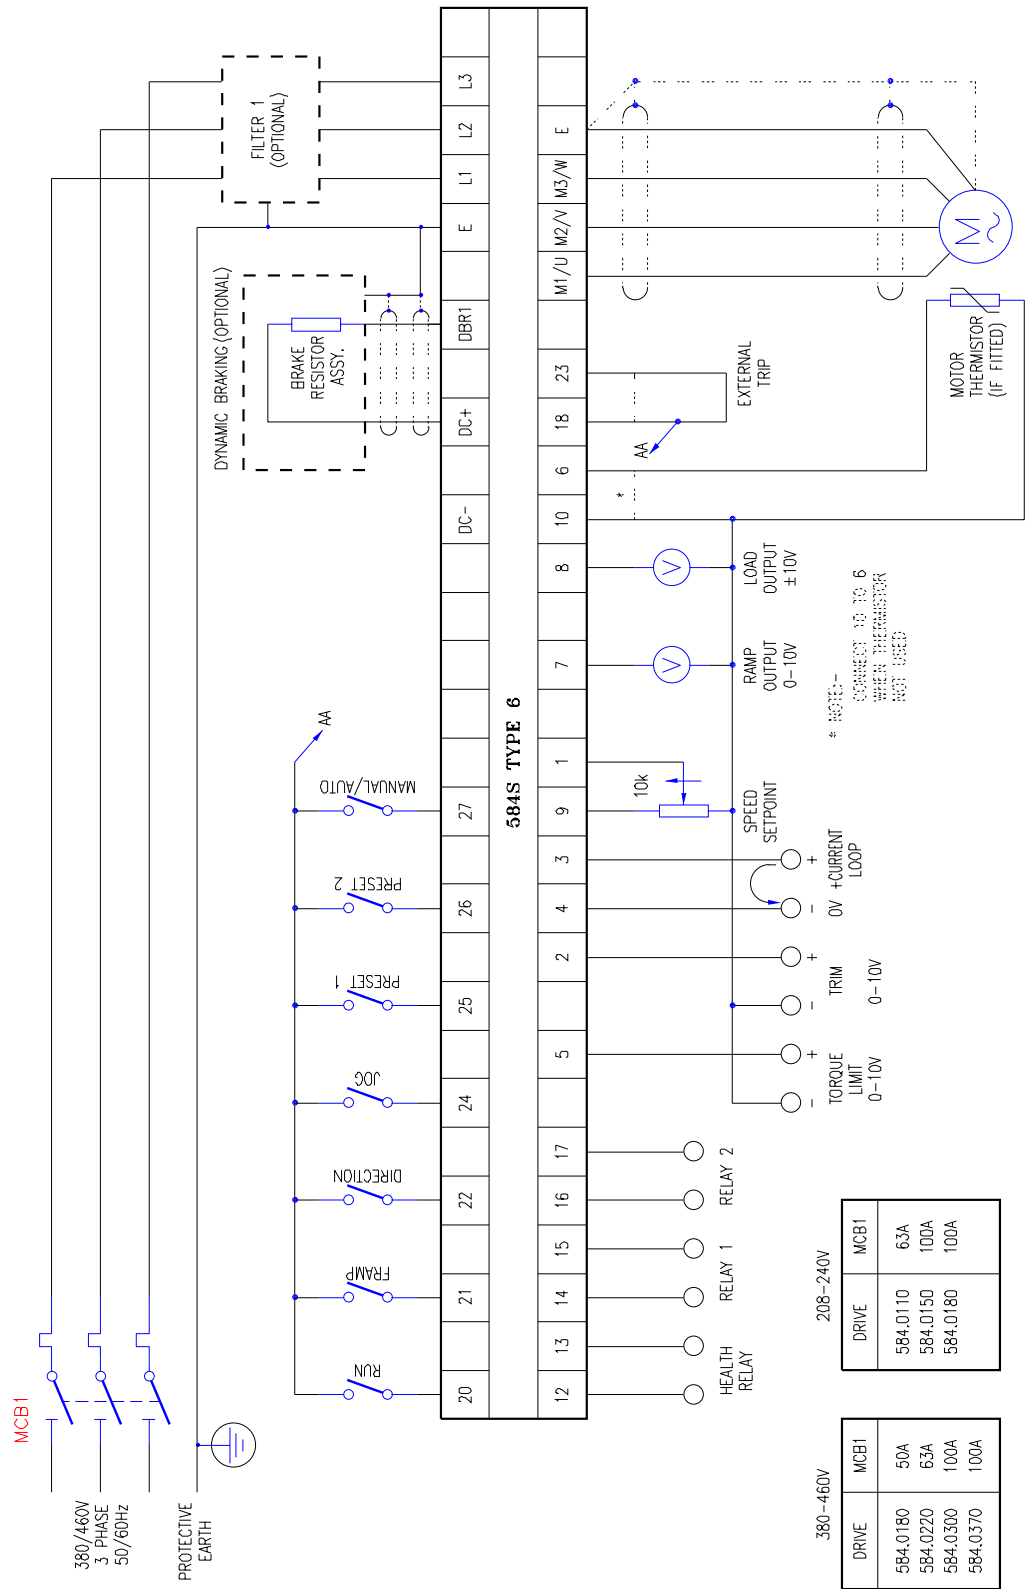 MCB1
380/460V
3 PHASE
50/60Hz
PROTECTIVE
EARTH
FILTER 1
(OPTIONAL)
DYNAMIC BRAKING (OPTIONAL)
BRAKE
RESISTOR
ASSY.
AA
RUN
FRAMP
DIRECTION
JOG
PRESET 1
PRESET 2
MANUAL/AUTO
20
21
22
24
25
26
27
DC-
DC+
DBR1
E
L1
L2
L3
584S TYPE 6
12
13
14
15
16
17
5
2
4
3
9
1
7
8
10
6
18
23
M1/U
M2/V
M3/W
E
HEALTH
RELAY
RELAY 1
RELAY 2
- +
TORQUE
LIMIT
0-10V
- +
TRIM
0-10V
- +
0V +CURRENT
LOOP
10k
SPEED
SETPOINT
V
RAMP
OUTPUT
0-10V
V
LOAD
OUTPUT
±10V
*
AA
EXTERNAL
TRIP
M
MOTOR
THERMISTOR
(IF FITTED)
* NOTE:-
CONNECT 10 TO 6
WHEN THERMISTOR
NOT USED
380-460V
DRIVE MCB1
584.0180 50A
584.0220 63A
584.0300 100A
584.0370 100A
208-240V
DRIVE MCB1
584.0110 63A
584.0150 100A
584.0180 100A